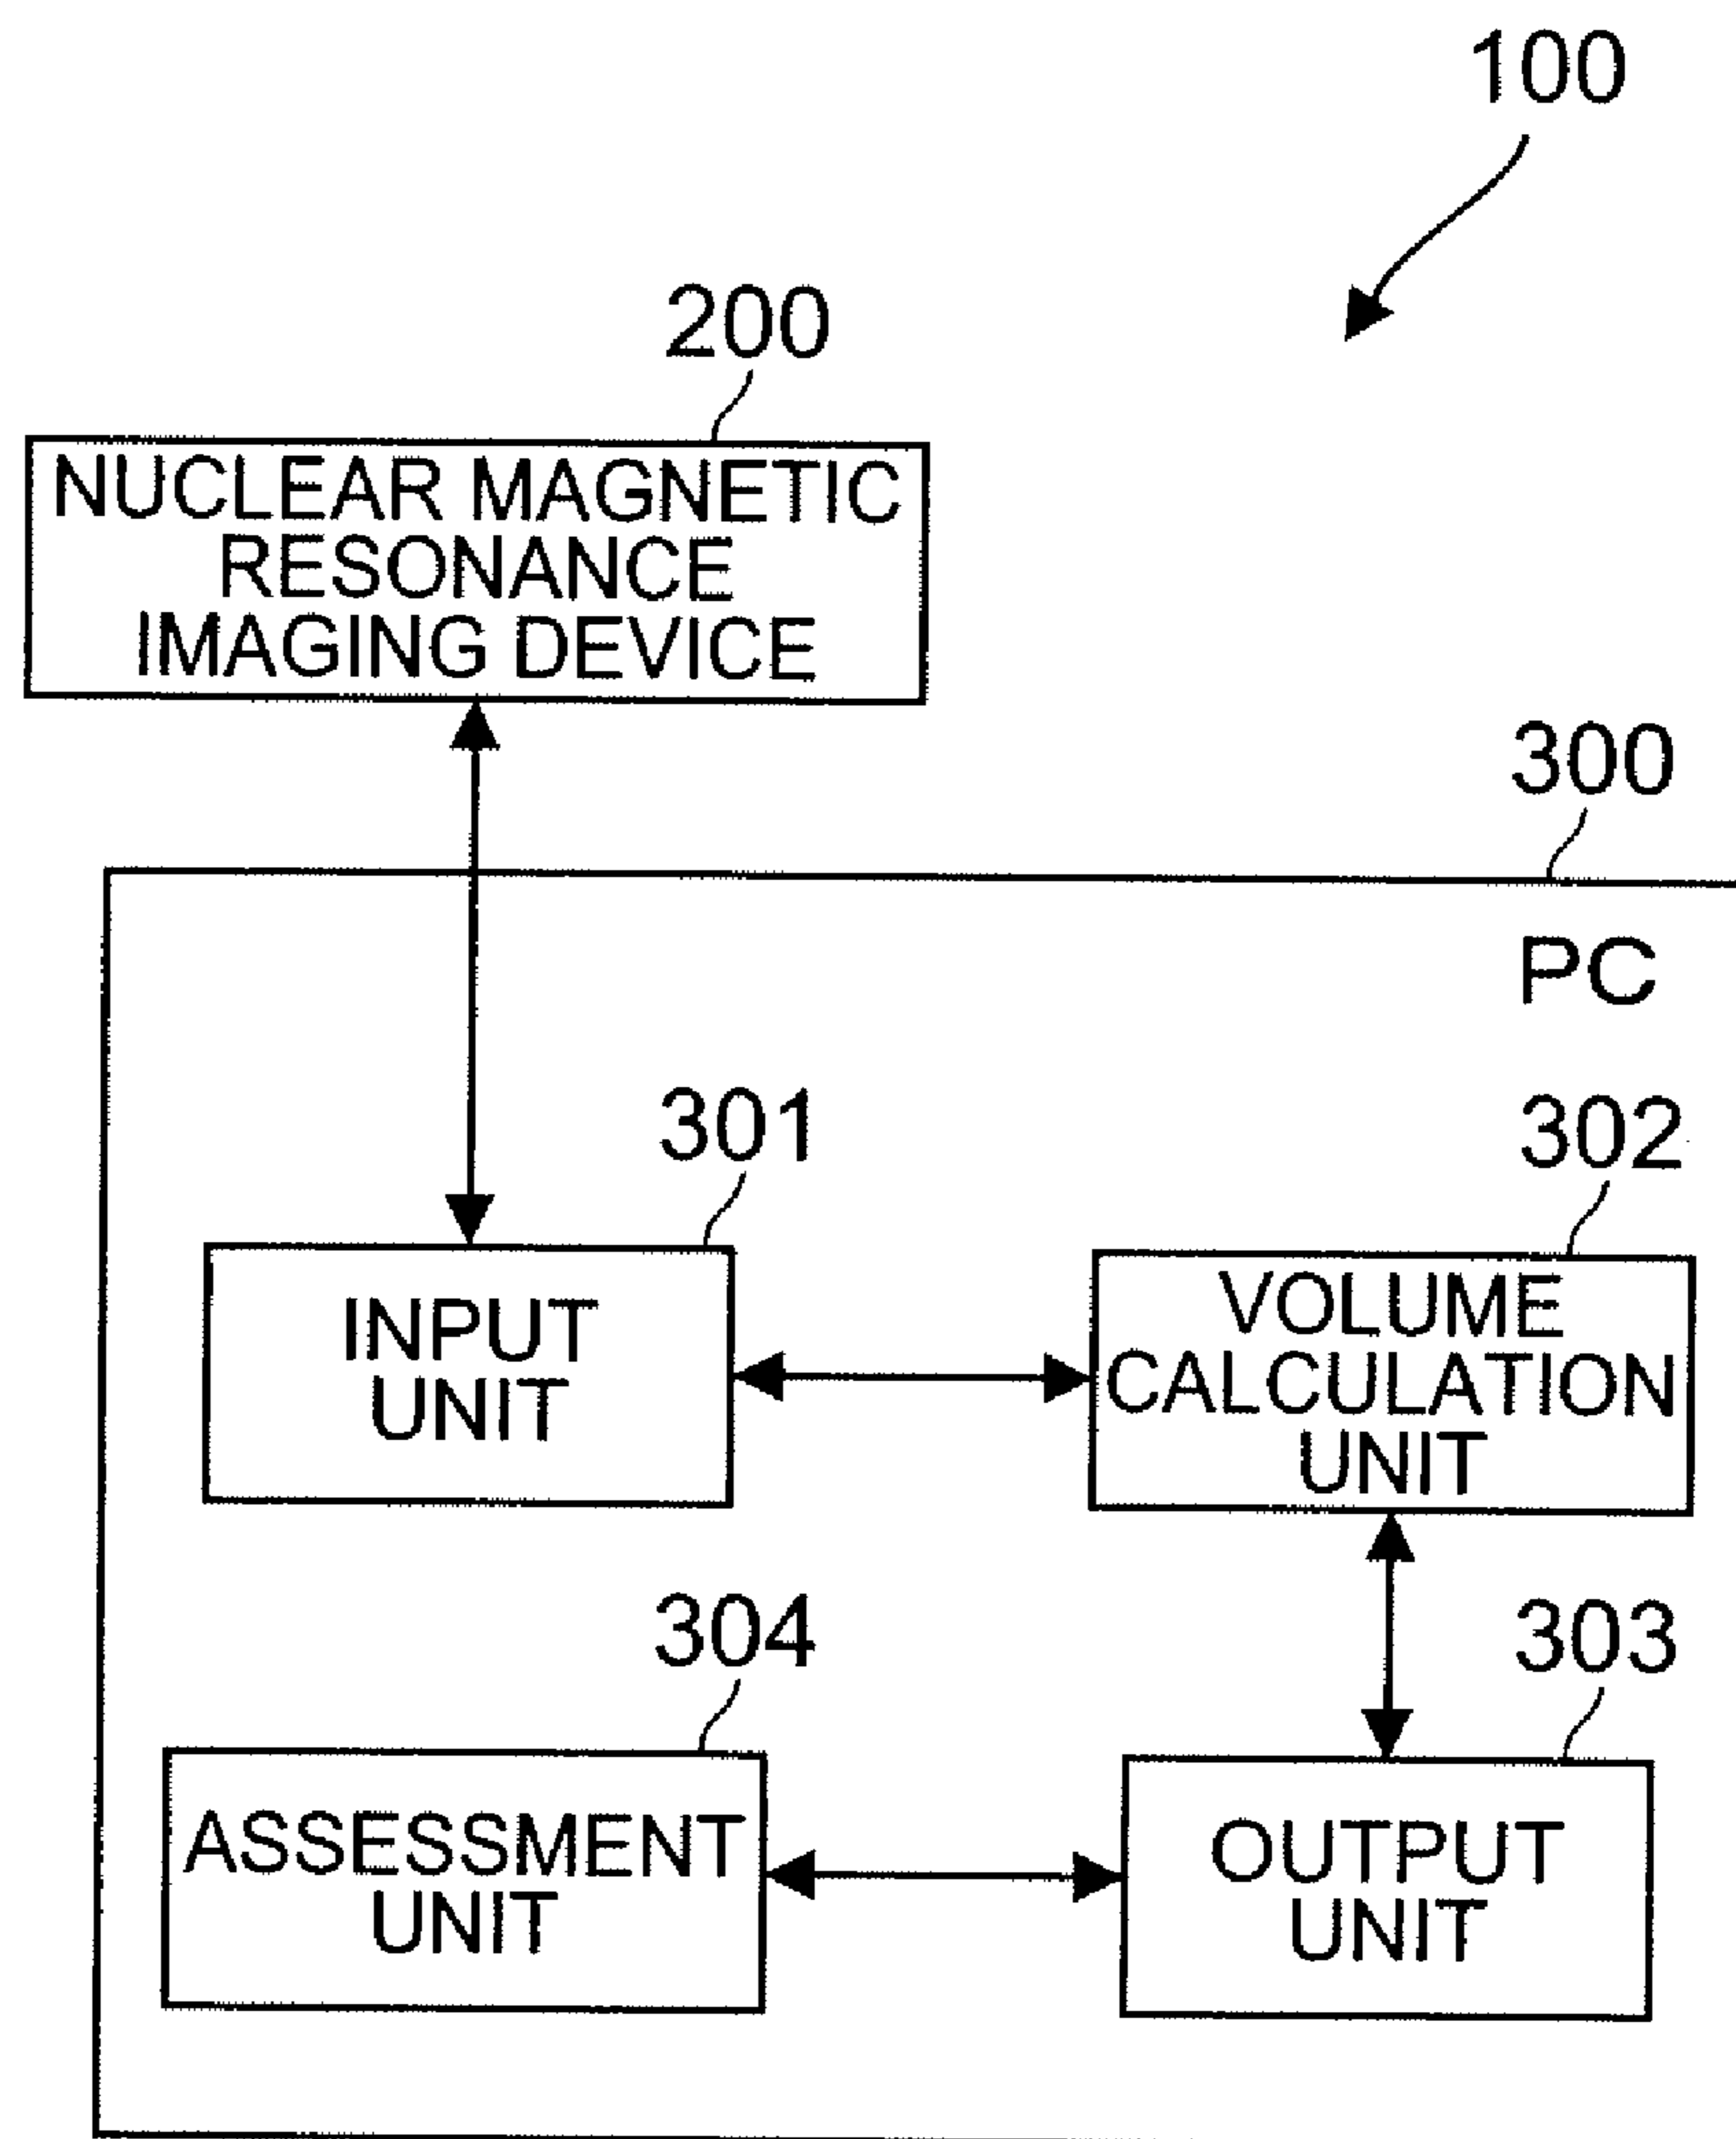 100
200
NUCLEAR MAGNETIC
RESONANCE
IMAGING DEVICE
300
PC
301
INPUT
UNIT
302
VOLUME
CALCULATION
UNIT
304
ASSESSMENT
UNIT
303
OUTPUT
UNIT